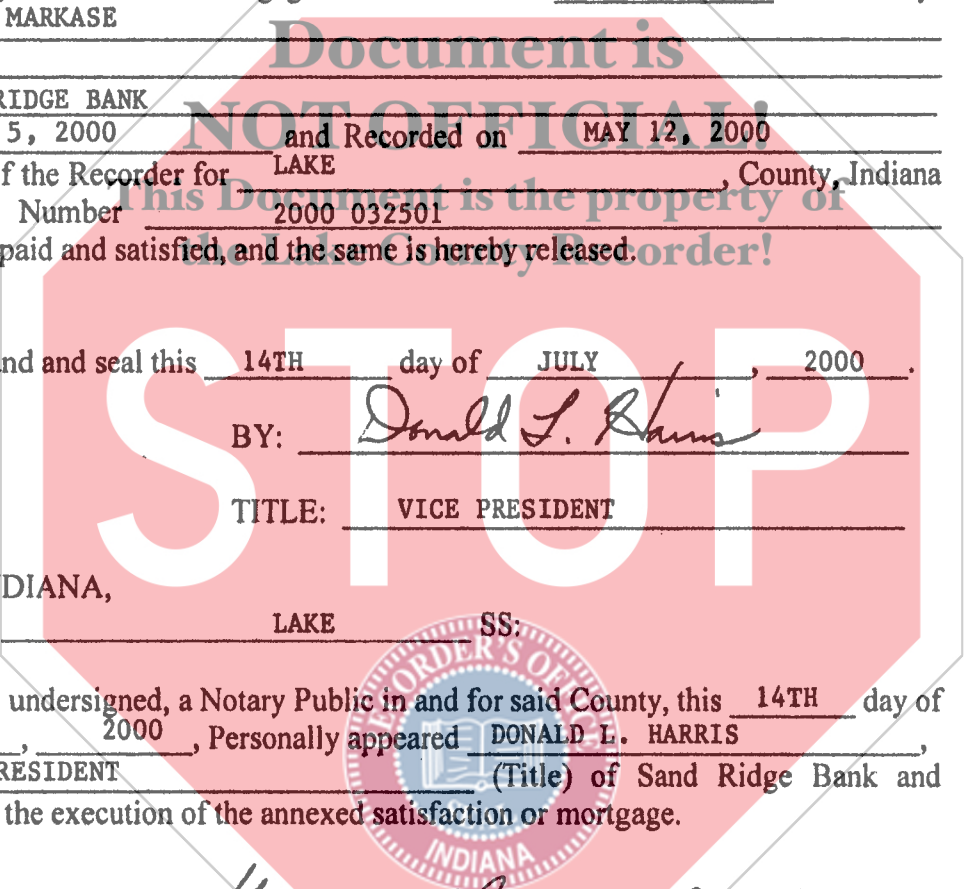 MARKASE
Document is
RIDGE BANK
NOT OFFICIAL!
5, 2000 and Recorded on MAY 12, 2000
f the Recorder for LAKE , County, Indiana
This Document is the property of
Number 2000 032501
paid and satisfied, and the same is hereby released.
the Lake County Recorder!
STOP
nd and seal this 14TH day of JULY , 2000 .
BY: Donald L. Harris
TITLE: VICE PRESIDENT
DIANA,
LAKE SS:
RECORDER'S OFFICE
undersigned, a Notary Public in and for said County, this 14TH day of
, 2000 , Personally appeared DONALD L. HARRIS ,
RESIDENT (Title) of Sand Ridge Bank and
the execution of the annexed satisfaction or mortgage.
INDIANA